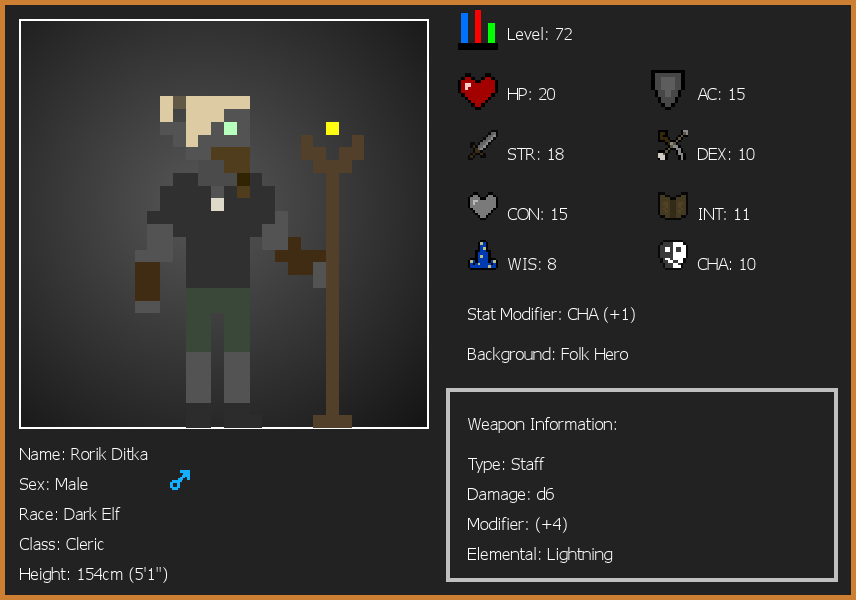 Level: 72
HP: 20
AC: 15
STR: 18
DEX: 10
CON: 15
INT: 11
WIS: 8
CHA: 10
Stat Modifier: CHA (+1)
Background: Folk Hero
Weapon Information:
Type: Staff
Damage: d6
Modifier: (+4)
Elemental: Lightning
Name: Rorik Ditka
Sex: Male
Race: Dark Elf
Class: Cleric
Height: 154cm (5'1")